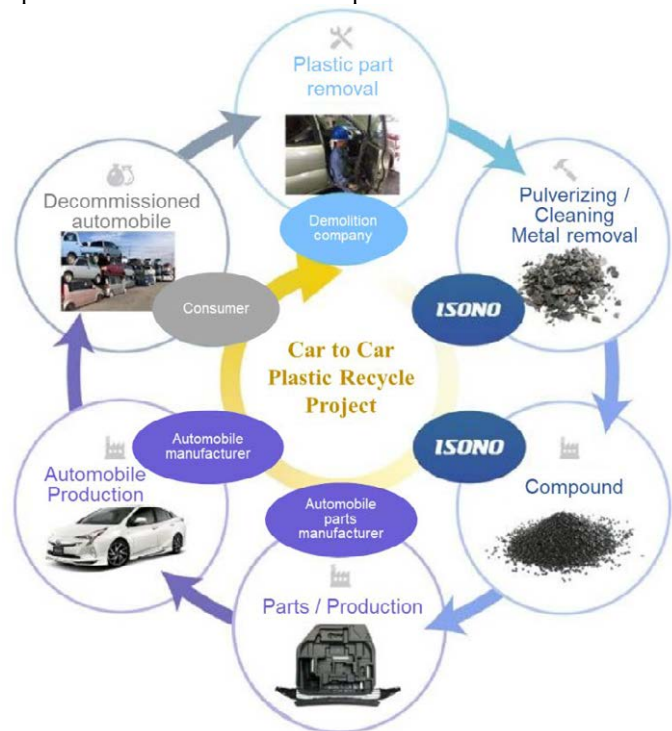 Plastic part
removal
Demolition
company
Decommissioned
automobile
Consumer
Pulverizing /
Cleaning
Metal removal
ISONO
Car to Car
Plastic Recycle
Project
Automobile
manufacturer
Automobile
Production
ISONO
Compound
Automobile
parts
manufacturer
Parts / Production